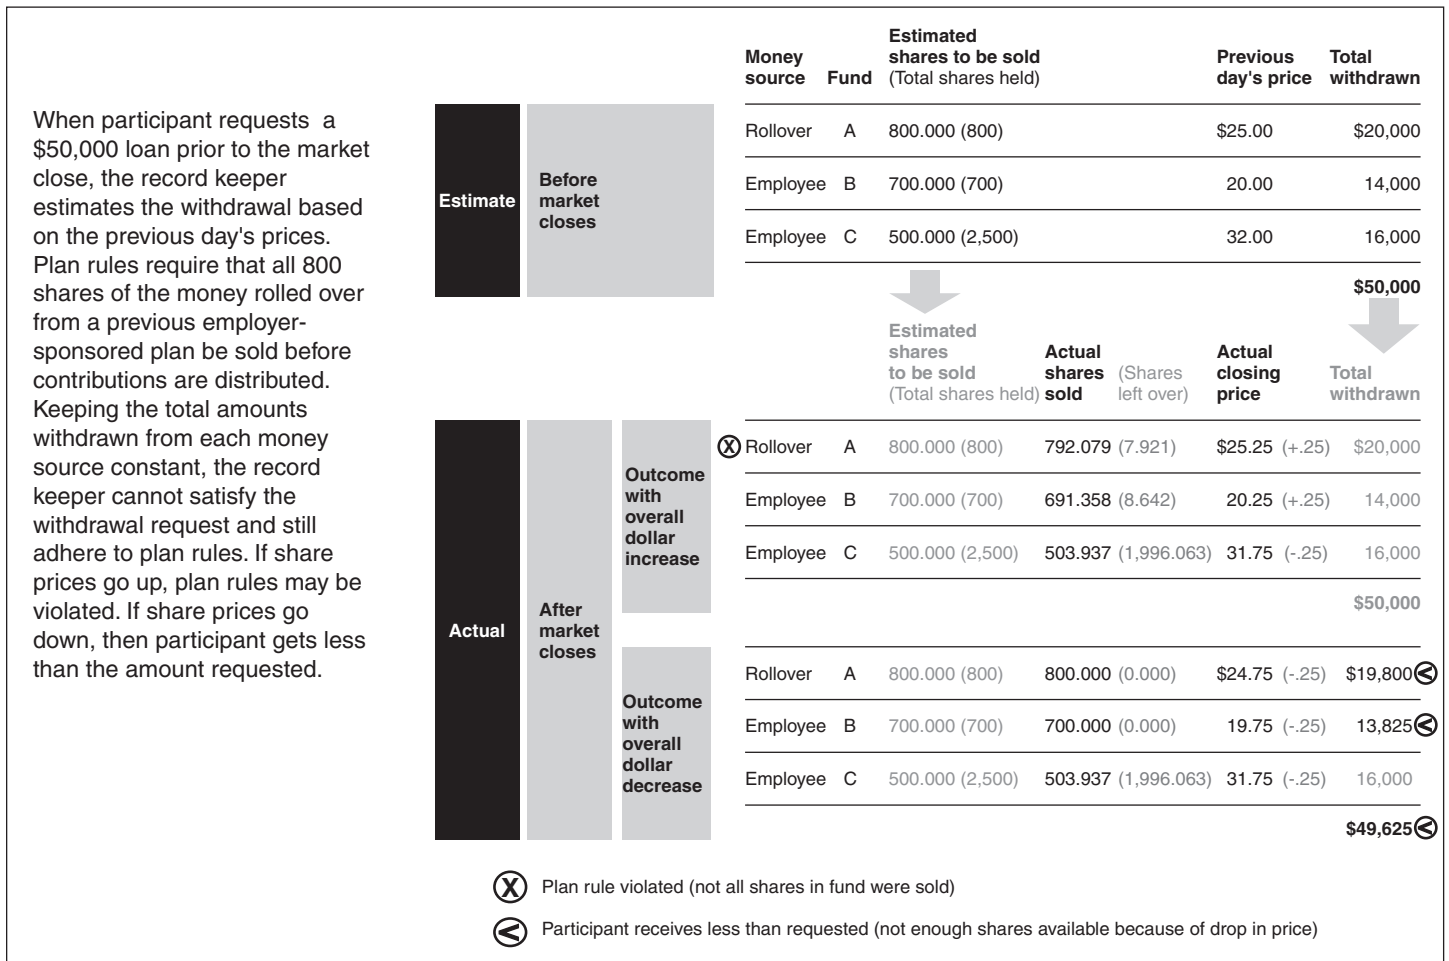 When participant requests a
$50,000 loan prior to the market
close, the record keeper
estimates the withdrawal based
on the previous day's prices.
Plan rules require that all 800
shares of the money rolled over
from a previous employer-
sponsored plan be sold before
contributions are distributed.
Keeping the total amounts
withdrawn from each money
source constant, the record
keeper cannot satisfy the
withdrawal request and still
adhere to plan rules. If share
prices go up, plan rules may be
violated. If share prices go
down, then participant gets less
than the amount requested.
Estimated
Money shares to be sold Previous Total
source Fund (Total shares held) day's price withdrawn
Estimate
Before
market
closes
Rollover A 800.000 (800) $25.00 $20,000
Employee B 700.000 (700) 20.00 14,000
Employee C 500.000 (2,500) 32.00 16,000
$50,000
Estimated
shares Actual Actual
to be sold shares (Shares closing Total
(Total shares held) sold left over) price withdrawn
Actual
After
market
closes
Outcome
with
overall
dollar
increase
X Rollover A 800.000 (800) 792.079 (7.921) $25.25 (+.25) $20,000
Employee B 700.000 (700) 691.358 (8.642) 20.25 (+.25) 14,000
Employee C 500.000 (2,500) 503.937 (1,996.063) 31.75 (-.25) 16,000
$50,000
Outcome
with
overall
dollar
decrease
Rollover A 800.000 (800) 800.000 (0.000) $24.75 (-.25) $19,800 <
Employee B 700.000 (700) 700.000 (0.000) 19.75 (-.25) 13,825 <
Employee C 500.000 (2,500) 503.937 (1,996.063) 31.75 (-.25) 16,000
$49,625 <
X Plan rule violated (not all shares in fund were sold)
< Participant receives less than requested (not enough shares available because of drop in price)